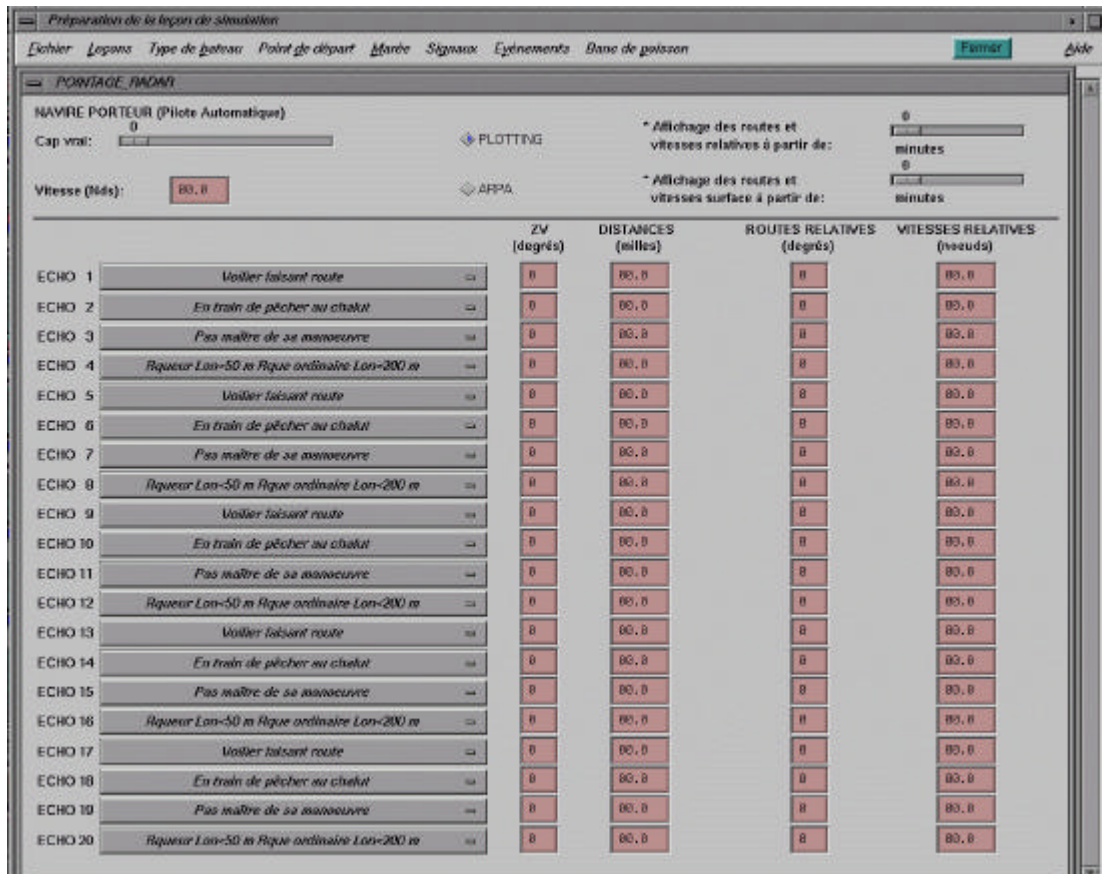 Préparation de la leçon de simulation
Fichier Leçons Type de bateau Point de départ Marée Signaux Evénements Banc de poisson Fermer Aide
POINTAGE_RADAR
NAVIRE PORTEUR (Pilote Automatique)
0
Cap vrai:
PLOTTING
* Affichage des routes et
vitesses relatives à partir de:
0
minutes
Vitesse (Nds): 00.0
ARPA
* Affichage des routes et
vitesses surface à partir de:
0
minutes
ZV DISTANCES ROUTES RELATIVES VITESSES RELATIVES
(degrés) (milles) (degrés) (noeuds)
ECHO 1 Voilier faisant route 0 00.0 0 00.0
ECHO 2 En train de pêcher au chalut 0 00.0 0 00.0
ECHO 3 Pas maître de sa manoeuvre 0 00.0 0 00.0
ECHO 4 Rqueur Lon<50 m Rque ordinaire Lon<200 m 0 00.0 0 00.0
ECHO 5 Voilier faisant route 0 00.0 0 00.0
ECHO 6 En train de pêcher au chalut 0 00.0 0 00.0
ECHO 7 Pas maître de sa manoeuvre 0 00.0 0 00.0
ECHO 8 Rqueur Lon<50 m Rque ordinaire Lon<200 m 0 00.0 0 00.0
ECHO 9 Voilier faisant route 0 00.0 0 00.0
ECHO 10 En train de pêcher au chalut 0 00.0 0 00.0
ECHO 11 Pas maître de sa manoeuvre 0 00.0 0 00.0
ECHO 12 Rqueur Lon<50 m Rque ordinaire Lon<200 m 0 00.0 0 00.0
ECHO 13 Voilier faisant route 0 00.0 0 00.0
ECHO 14 En train de pêcher au chalut 0 00.0 0 00.0
ECHO 15 Pas maître de sa manoeuvre 0 00.0 0 00.0
ECHO 16 Rqueur Lon<50 m Rque ordinaire Lon<200 m 0 00.0 0 00.0
ECHO 17 Voilier faisant route 0 00.0 0 00.0
ECHO 18 En train de pêcher au chalut 0 00.0 0 00.0
ECHO 19 Pas maître de sa manoeuvre 0 00.0 0 00.0
ECHO 20 Rqueur Lon<50 m Rque ordinaire Lon<200 m 0 00.0 0 00.0